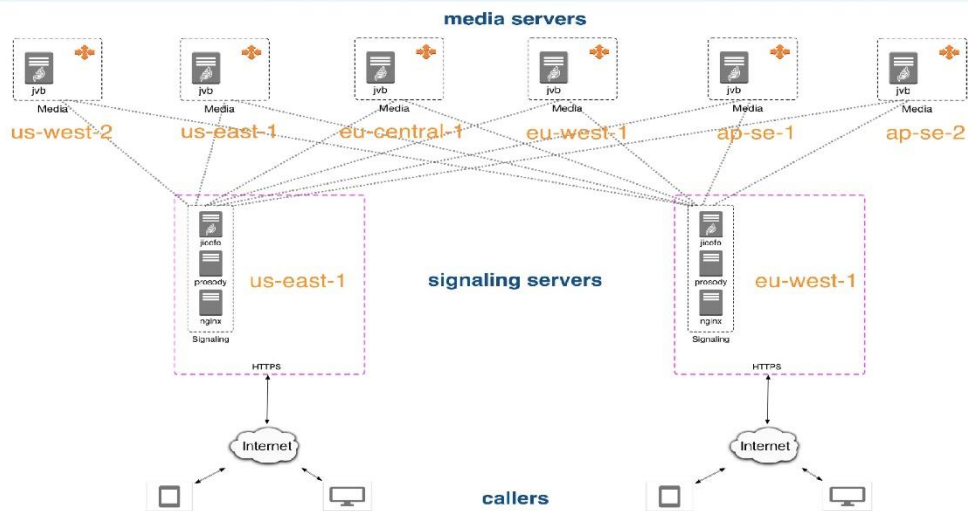 media servers
jvb jvb jvb jvb jvb jvb
Media Media Media Media Media Media
us-west-2 us-east-1 eu-central-1 eu-west-1 ap-se-1 ap-se-2
jicofo jicofo
prosody us-east-1 signaling servers prosody eu-west-1
nginx nginx
Signaling Signaling
HTTPS HTTPS
Internet Internet
callers